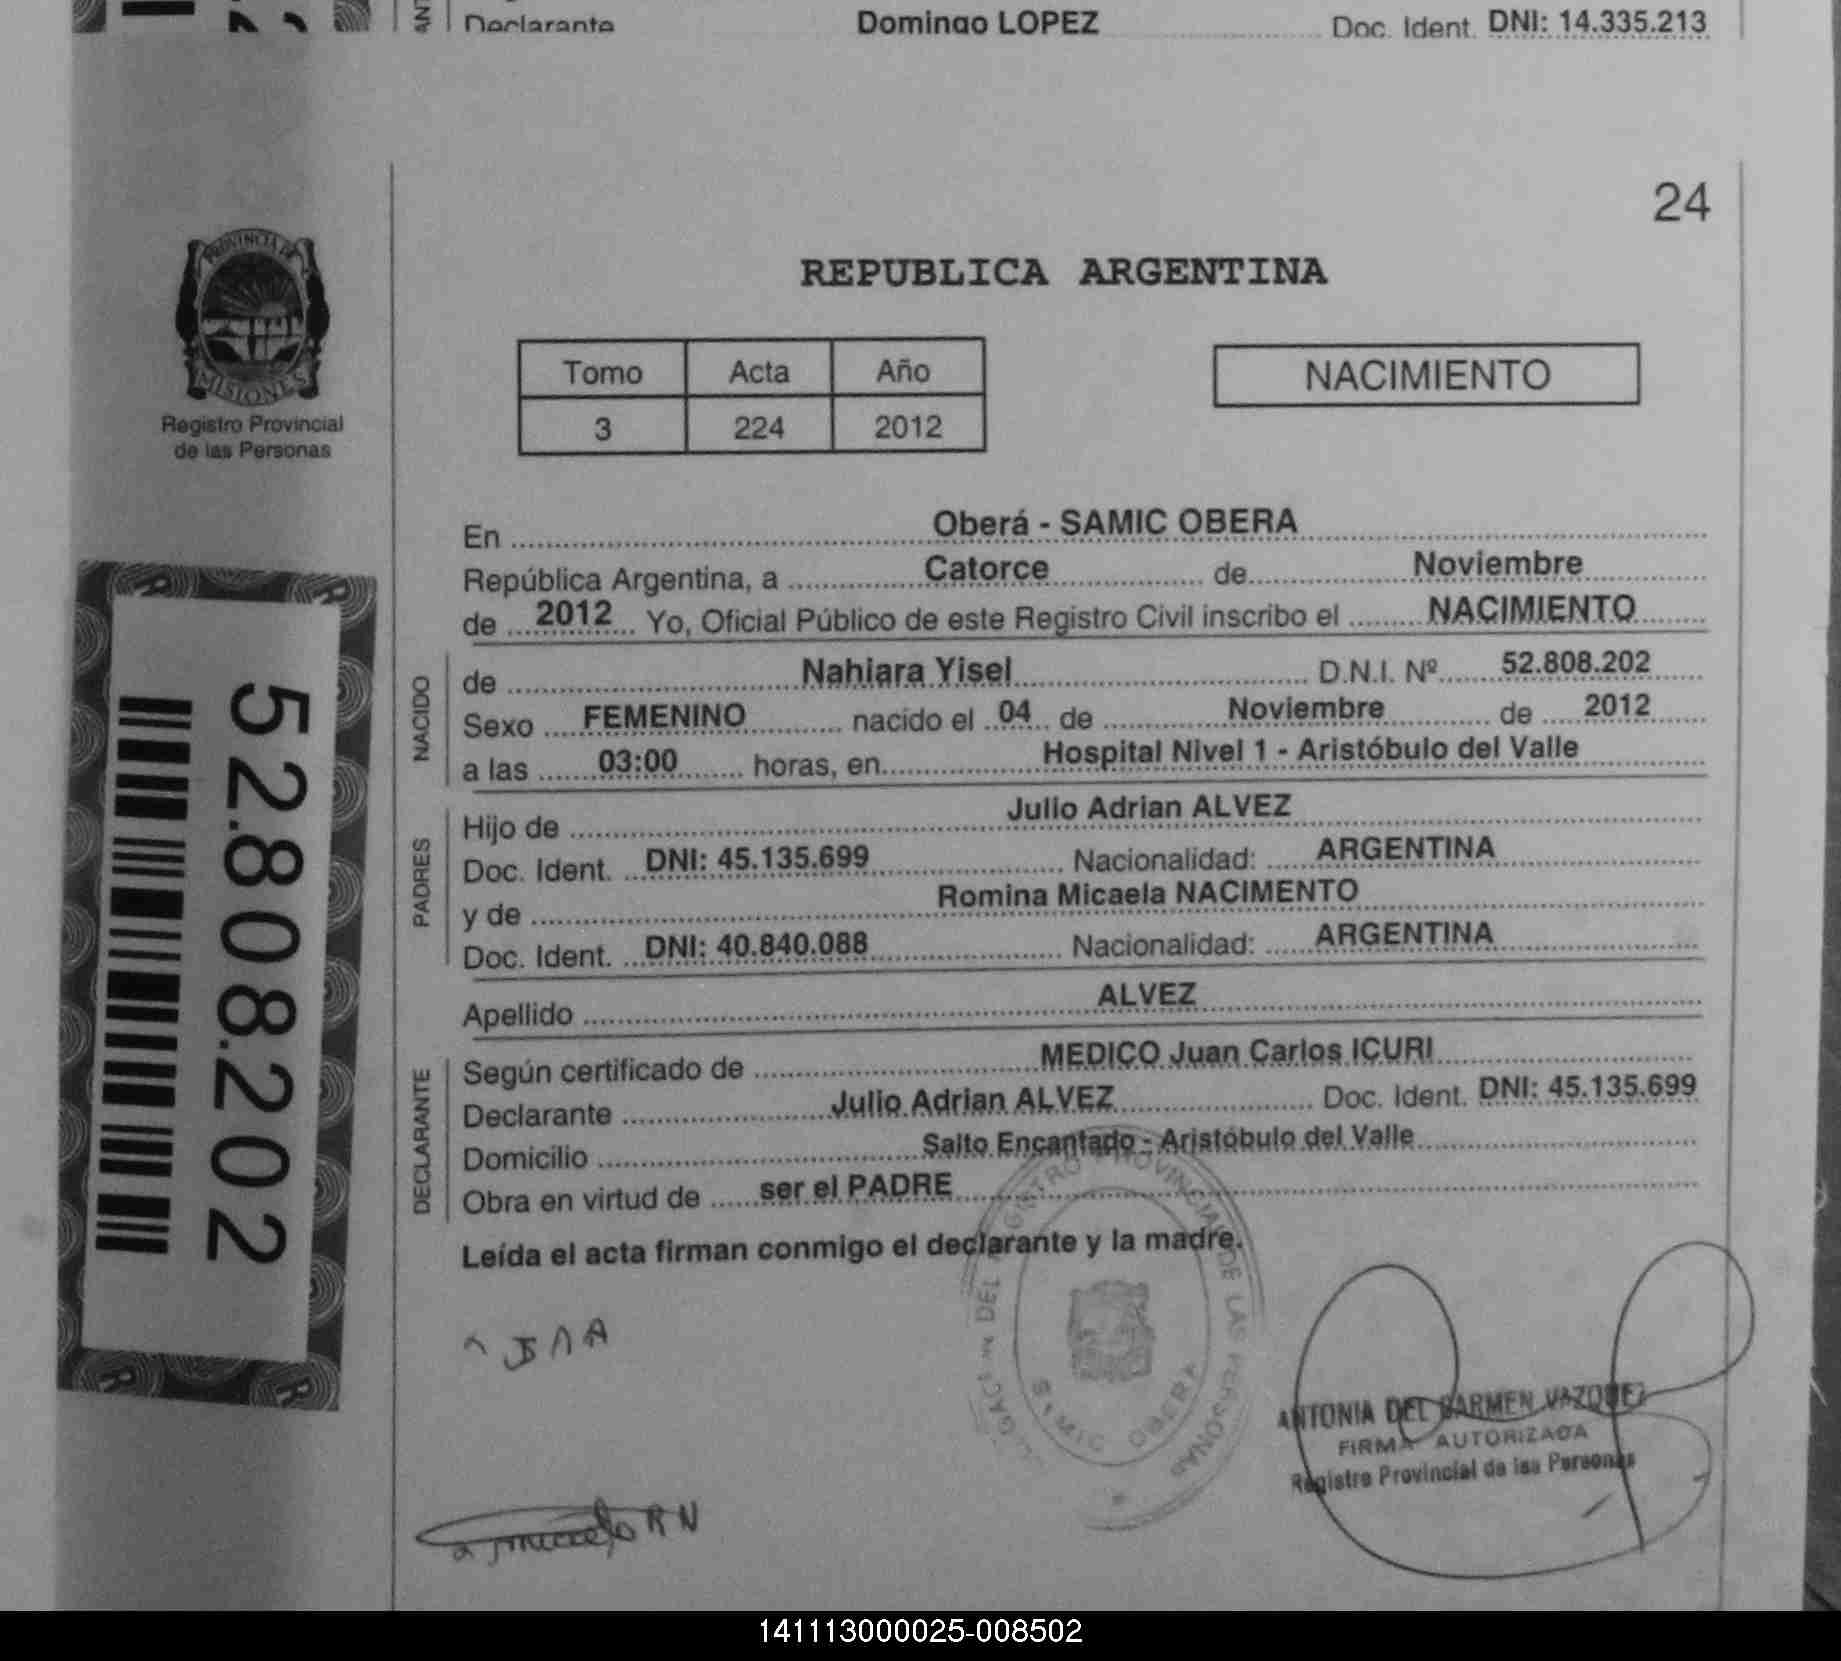 Declarante Domingo LOPEZ Doc. Ident. DNI: 14.335.213
24
PROVINCIA DE MISIONES
Registro Provincial
de las Personas
REPUBLICA ARGENTINA
Tomo Acta Año
3 224 2012
NACIMIENTO
En Oberá - SAMIC OBERA
República Argentina, a Catorce de Noviembre
de 2012 Yo, Oficial Público de este Registro Civil inscribo el NACIMIENTO
NACIDO
de Nahiara Yisel D.N.I. Nº 52.808.202
Sexo FEMENINO nacido el 04 de Noviembre de 2012
a las 03:00 horas, en Hospital Nivel 1 - Aristóbulo del Valle
PADRES
Hijo de Julio Adrian ALVEZ
Doc. Ident. DNI: 45.135.699 Nacionalidad: ARGENTINA
y de Romina Micaela NACIMENTO
Doc. Ident. DNI: 40.840.088 Nacionalidad: ARGENTINA
Apellido ALVEZ
DECLARANTE
Según certificado de MEDICO Juan Carlos ICURI
Declarante Julio Adrian ALVEZ Doc. Ident. DNI: 45.135.699
Domicilio Salto Encantado - Aristóbulo del Valle
Obra en virtud de ser el PADRE
Leída el acta firman conmigo el declarante y la madre.
52.808.202
DEL REGISTRO PROVINCIAL DE LAS PERSONAS
SAMIC OBERA
ANTONIA DEL CARMEN VAZQUEZ
FIRMA AUTORIZADA
Registro Provincial de las Personas
R N
141113000025-008502